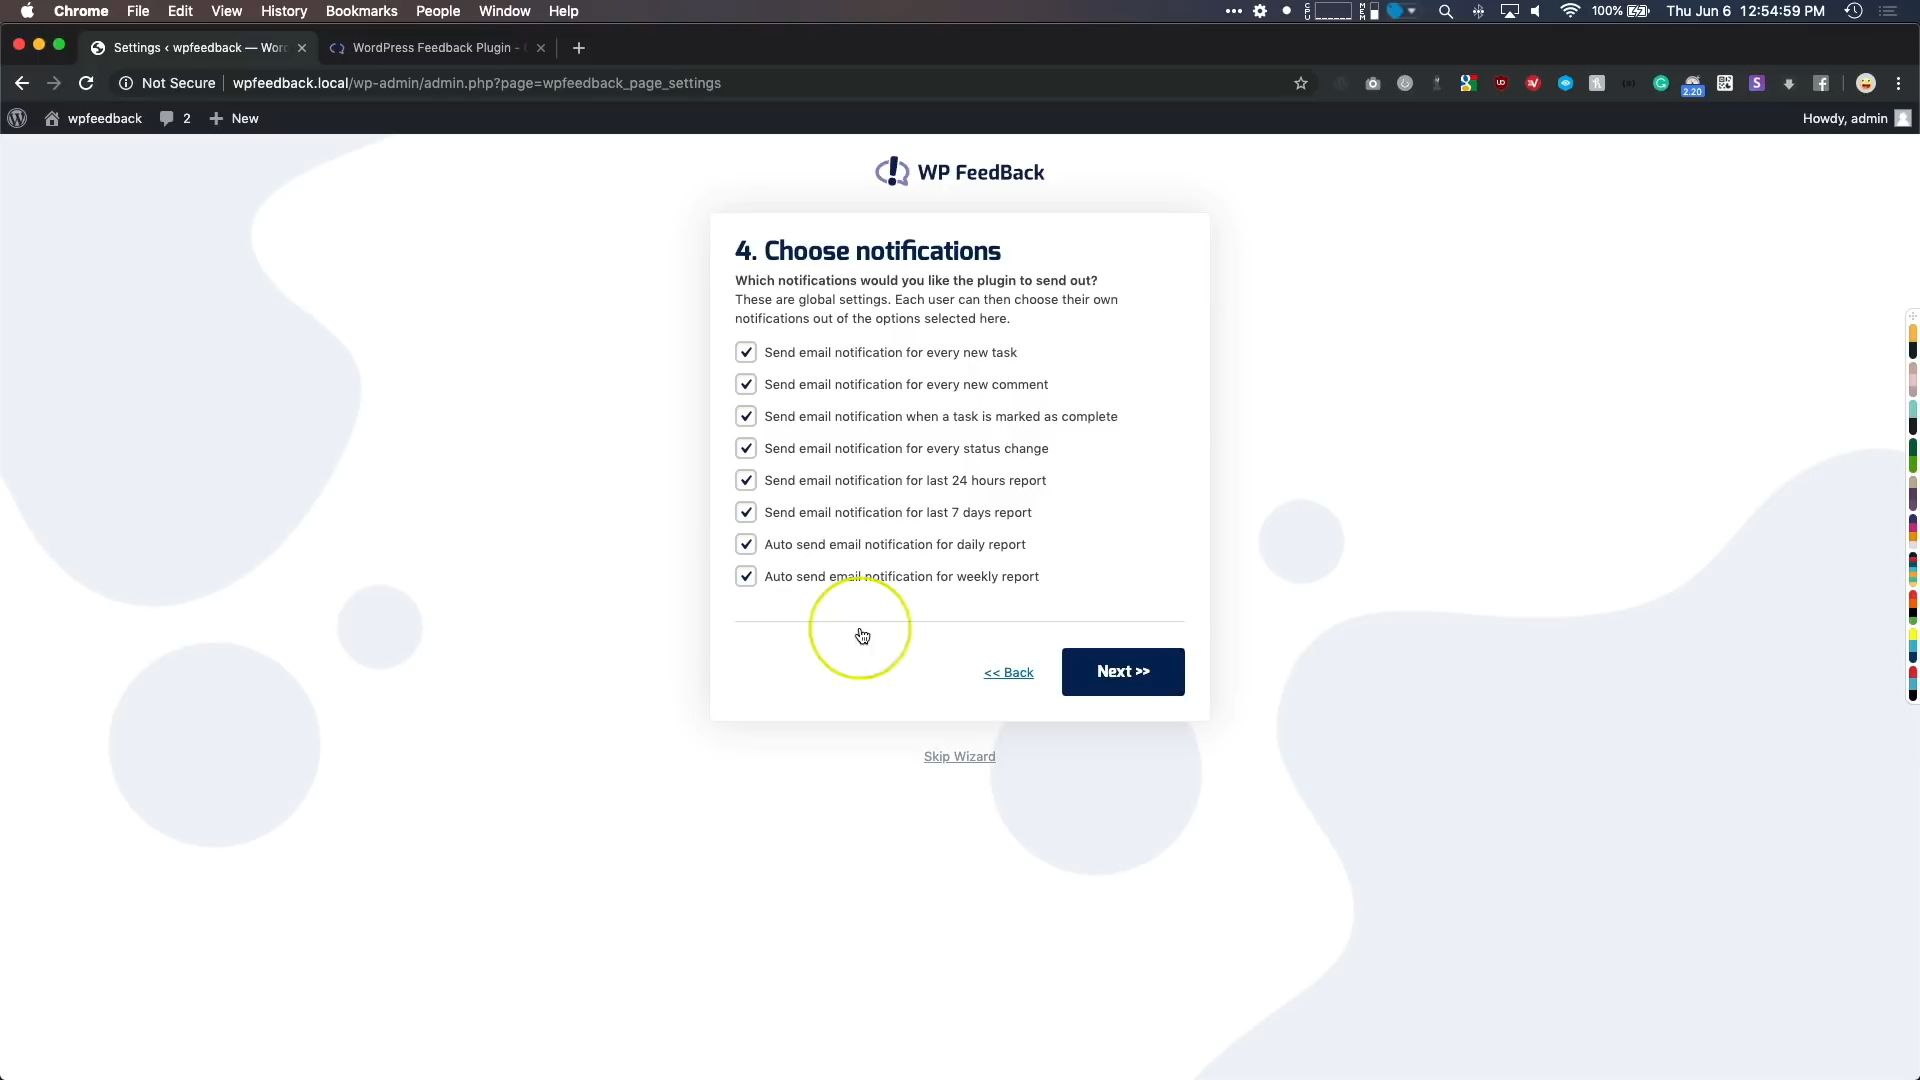 Chrome File Edit View History Bookmarks People Window Help
100% Thu Jun 6 12:54:59 PM
Settings ‹ wpfeedback — Wor
WordPress Feedback Plugin -
Not Secure wpfeedback.local/wp-admin/admin.php?page=wpfeedback_page_settings
2.20
wpfeedback 2 New
Howdy, admin
WP FeedBack
4. Choose notifications
Which notifications would you like the plugin to send out?
These are global settings. Each user can then choose their own
notifications out of the options selected here.
Send email notification for every new task
Send email notification for every new comment
Send email notification when a task is marked as complete
Send email notification for every status change
Send email notification for last 24 hours report
Send email notification for last 7 days report
Auto send email notification for daily report
Auto send email notification for weekly report
<< Back
Next >>
Skip Wizard